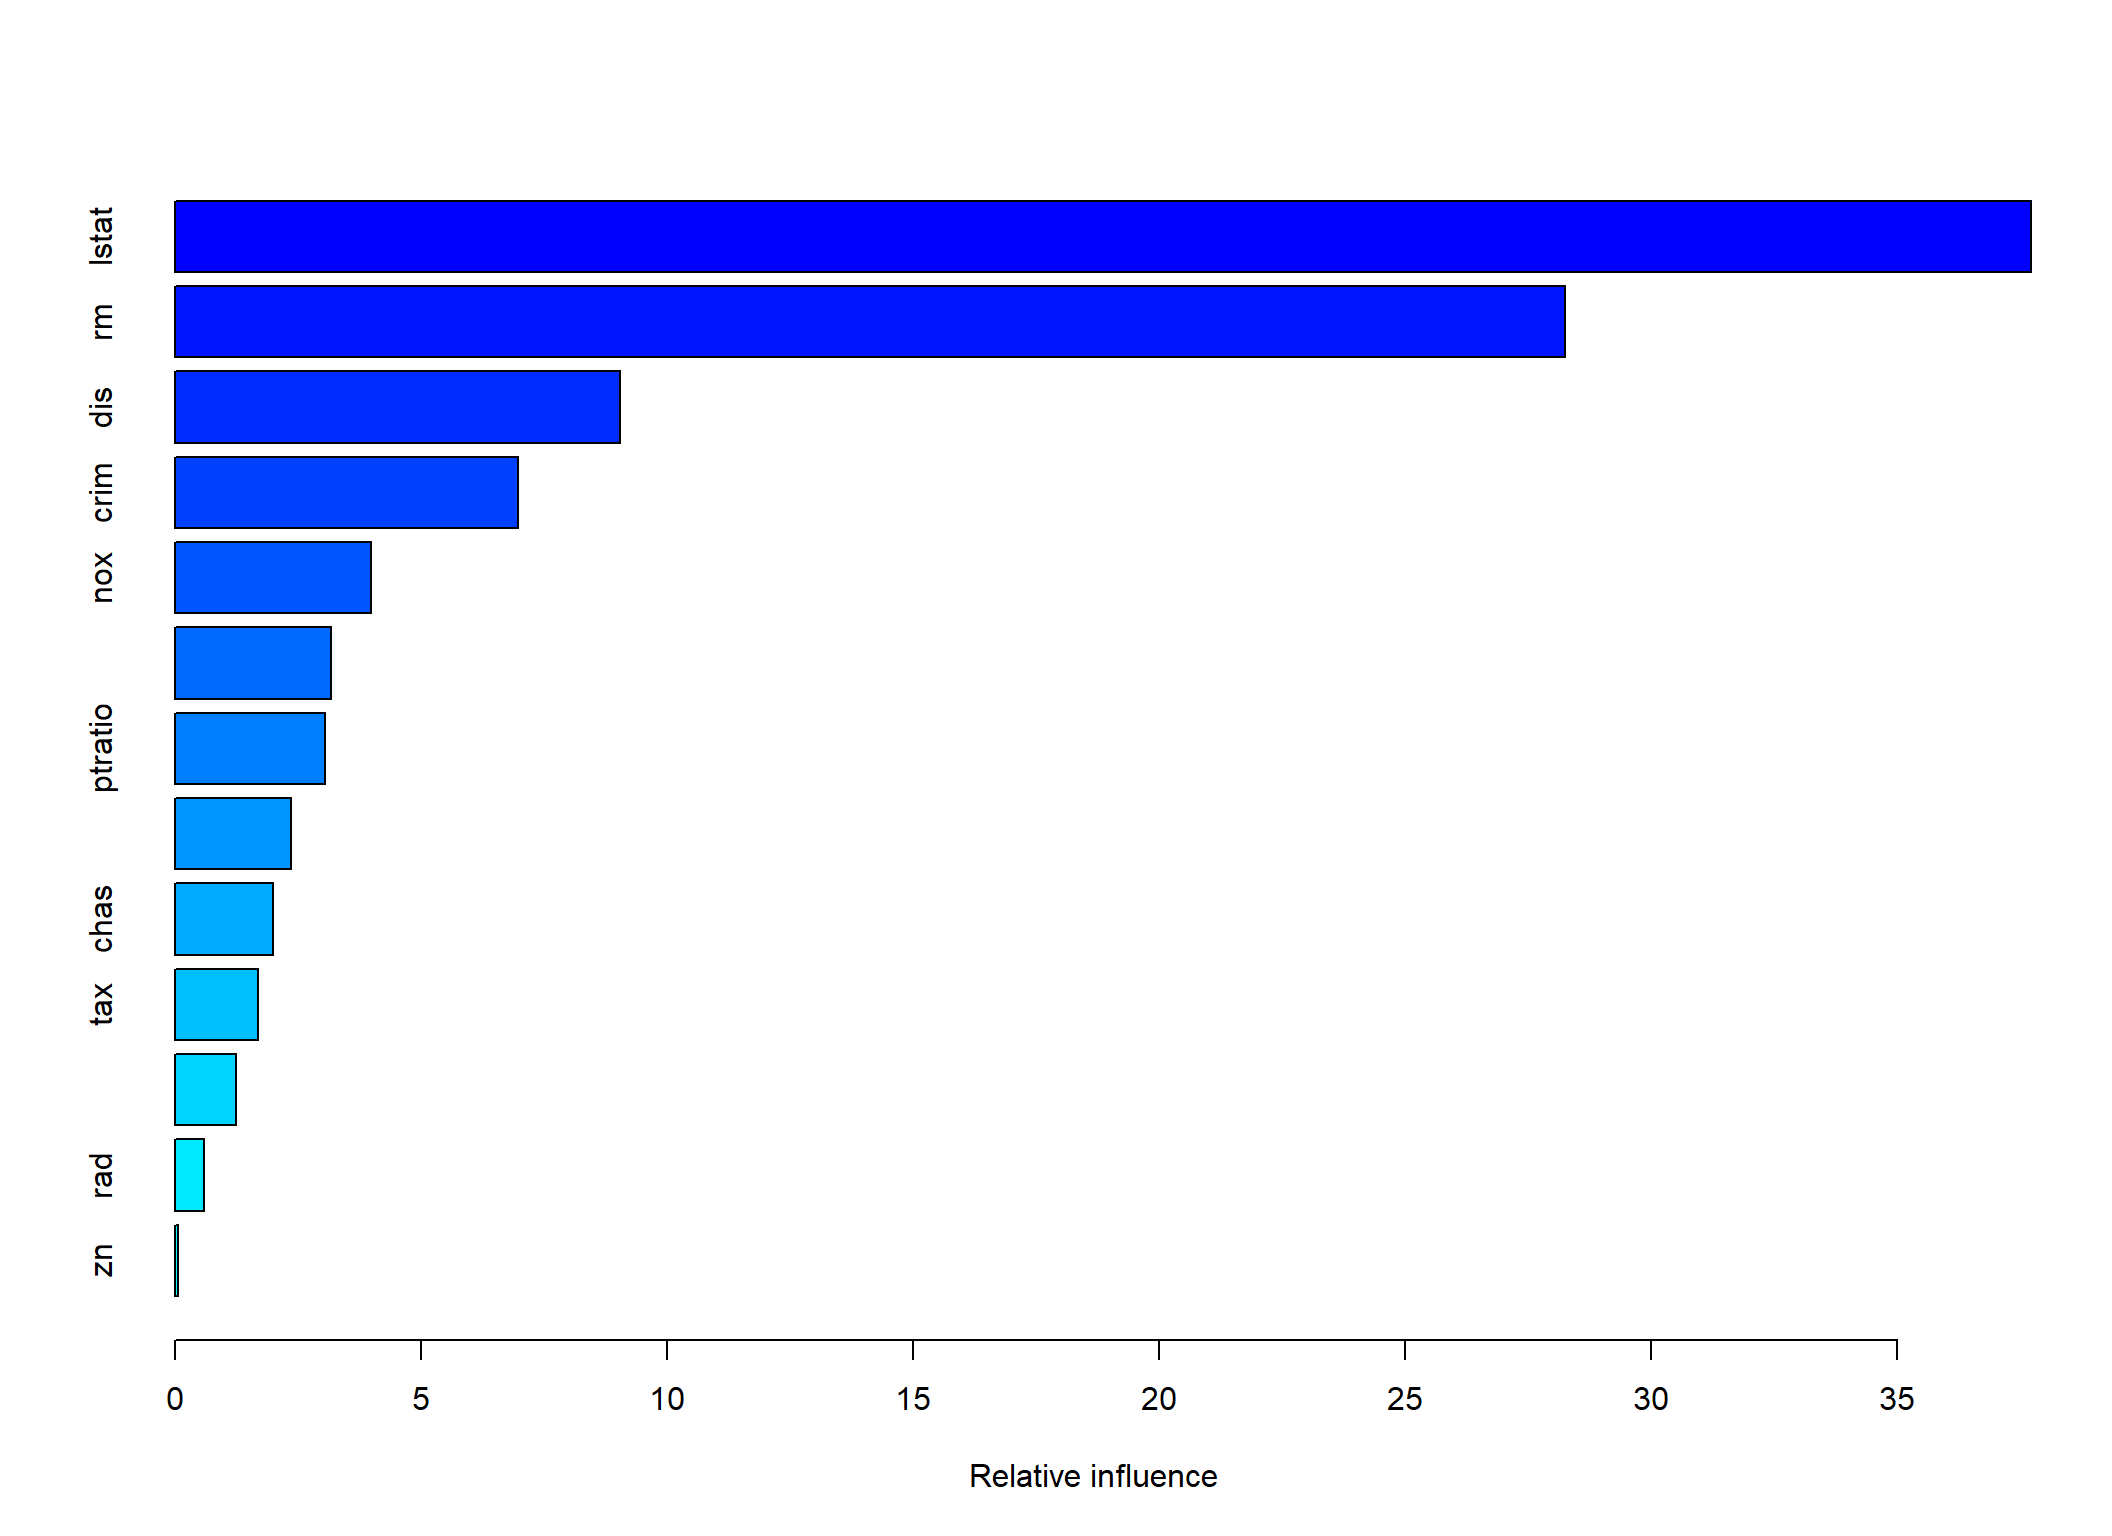 lstat
rm
dis
crim
nox
ptratio
chas
tax
rad
zn
0 5 10 15 20 25 30 35
Relative influence